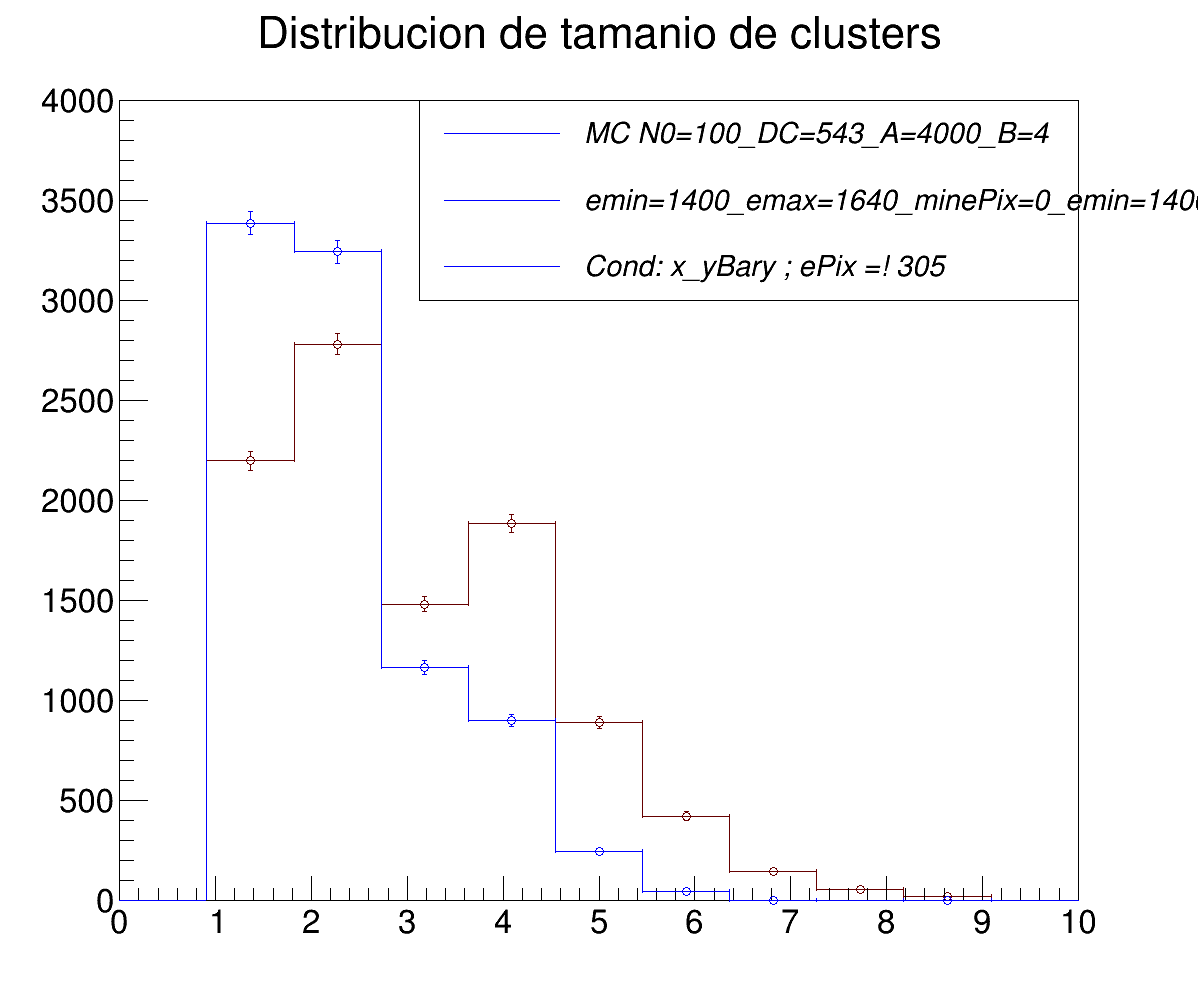 Distribucion de tamanio de clusters
4000
3500
3000
2500
2000
1500
1000
500
0
MC N0=100_DC=543_A=4000_B=4
emin=1400_emax=1640_minePix=0_emin=1400
Cond: x_yBary ; ePix =! 305
0 1 2 3 4 5 6 7 8 9 10